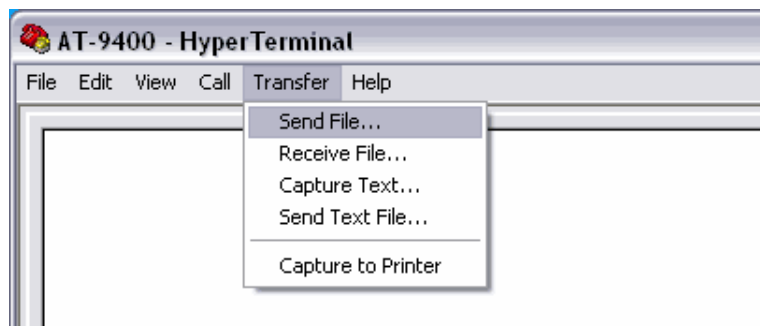 AT-9400 - HyperTerminal
File Edit View Call Transfer Help
Send File...
Receive File...
Capture Text...
Send Text File...
Capture to Printer